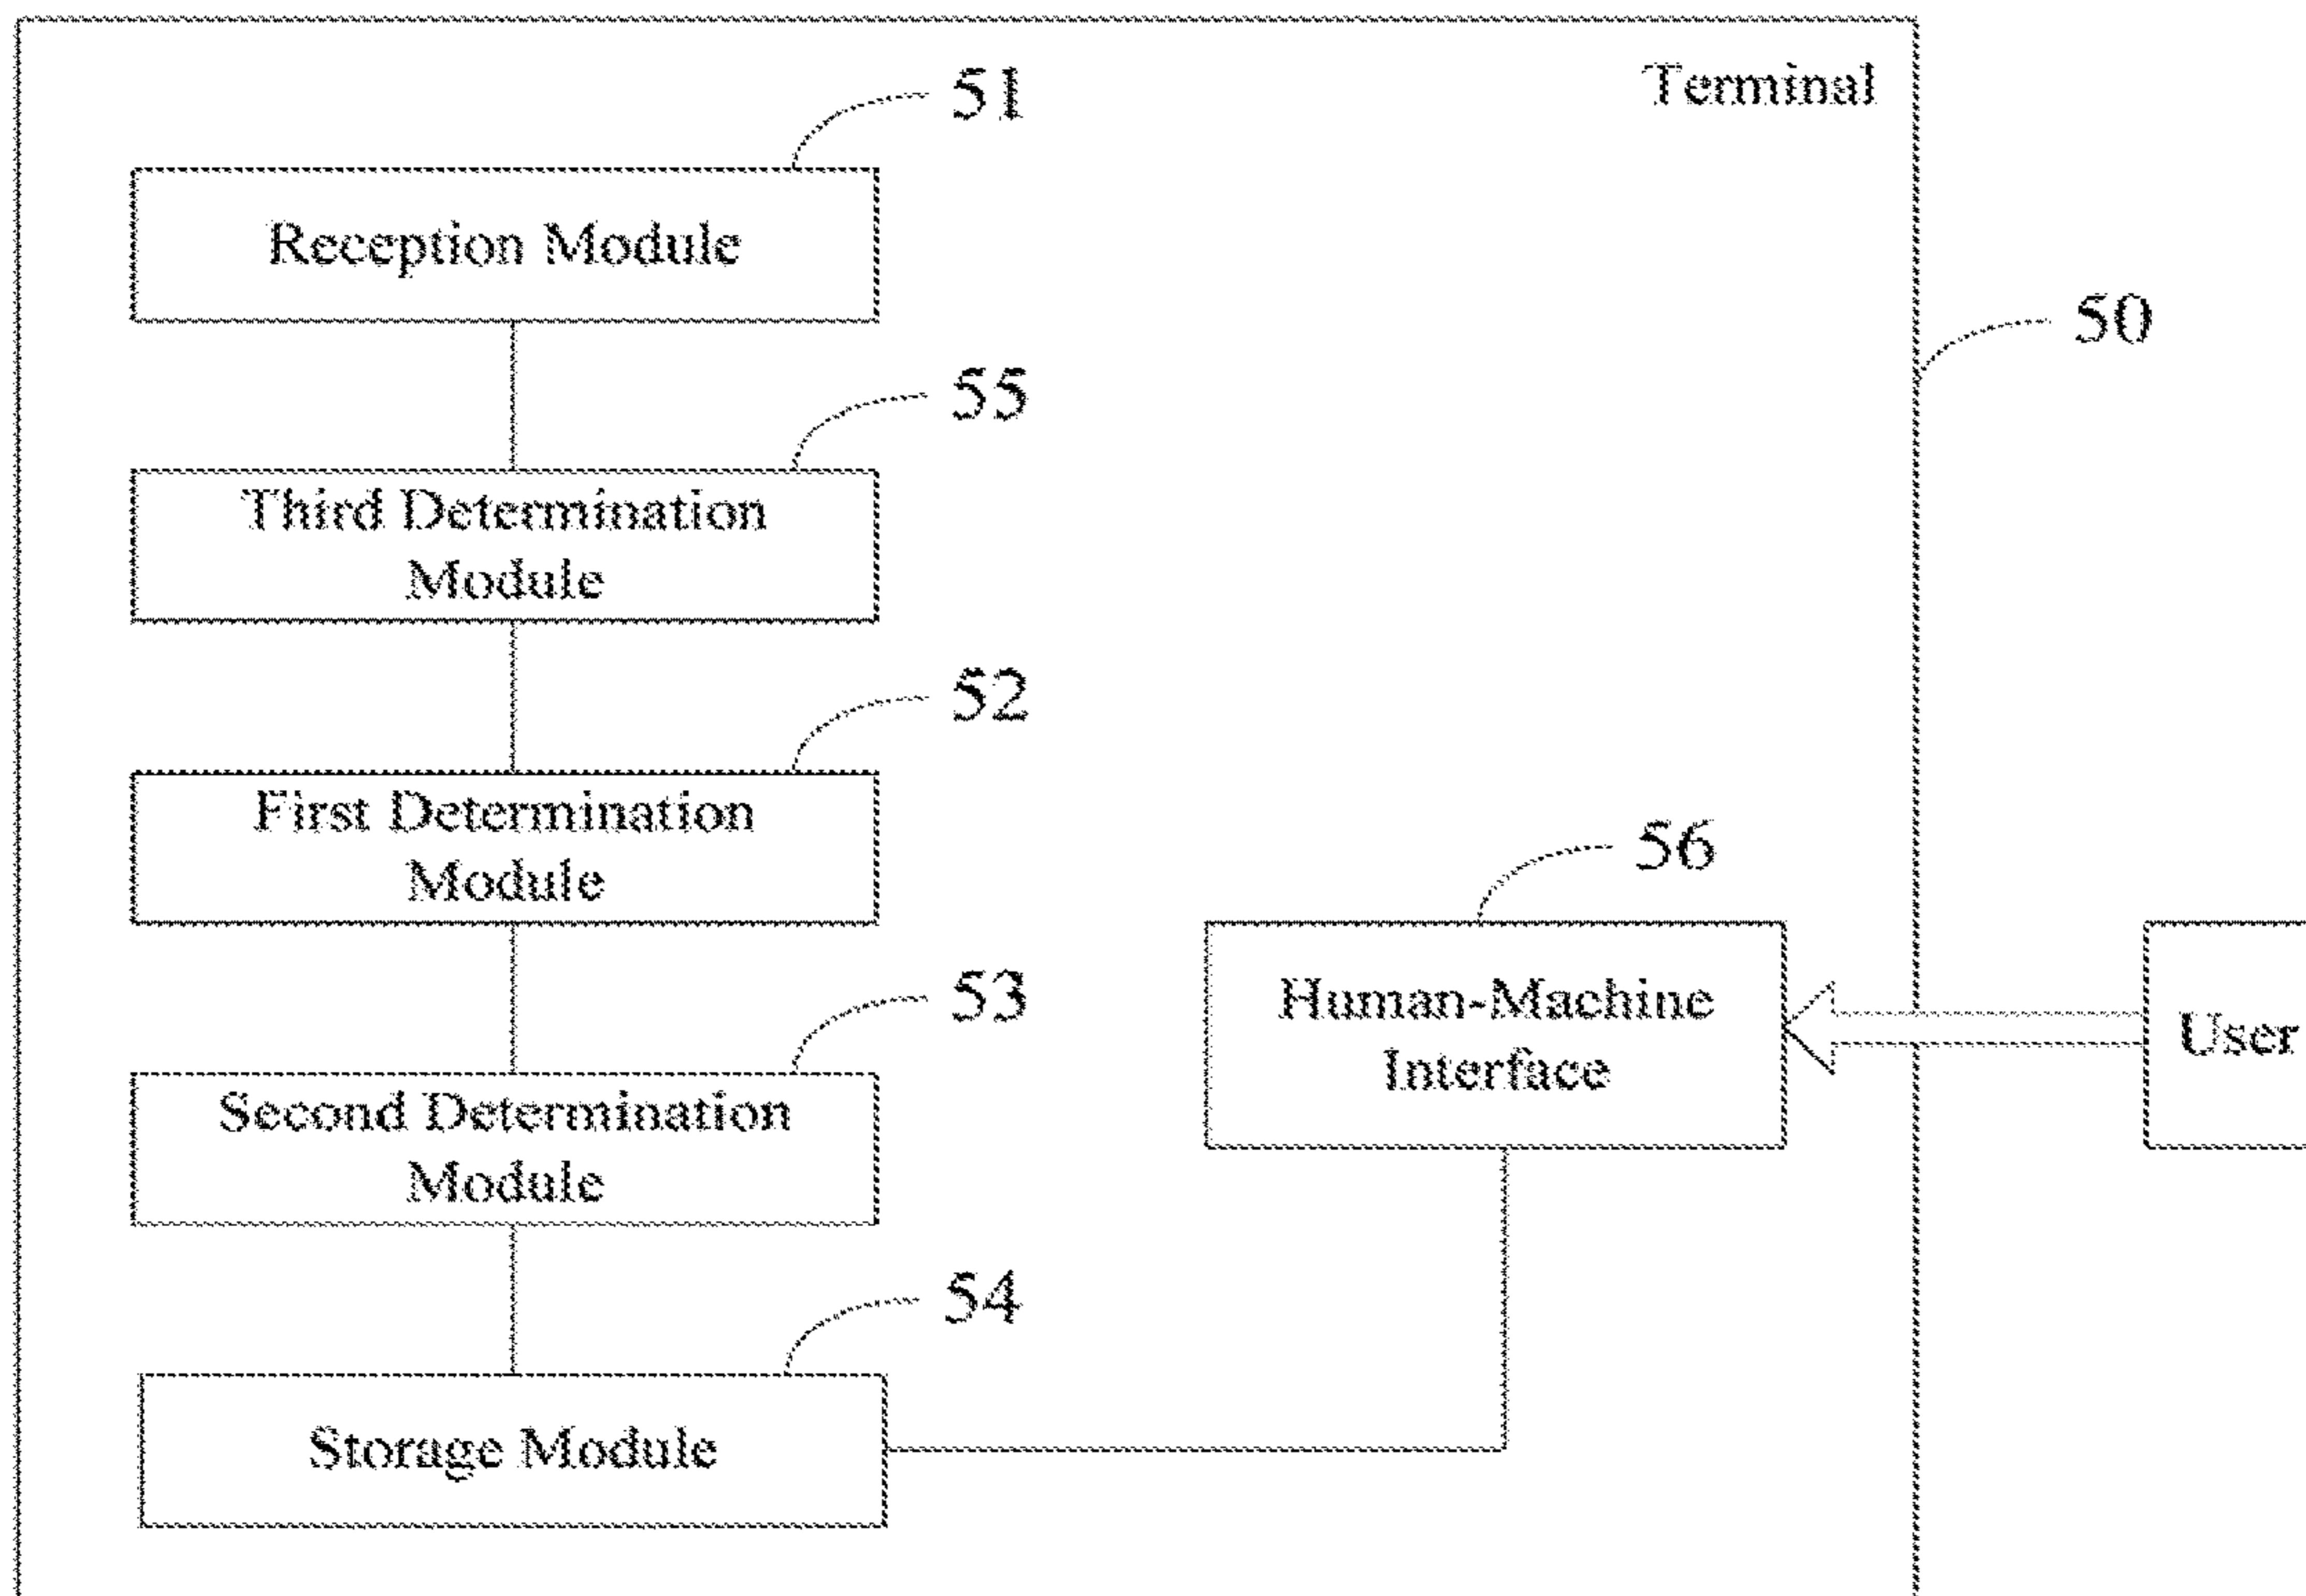 Terminal
51
Reception Module
50
55
Third Determination
Module
52
First Determination
Module
56
Human-Machine
Interface
User
53
Second Determination
Module
54
Storage Module